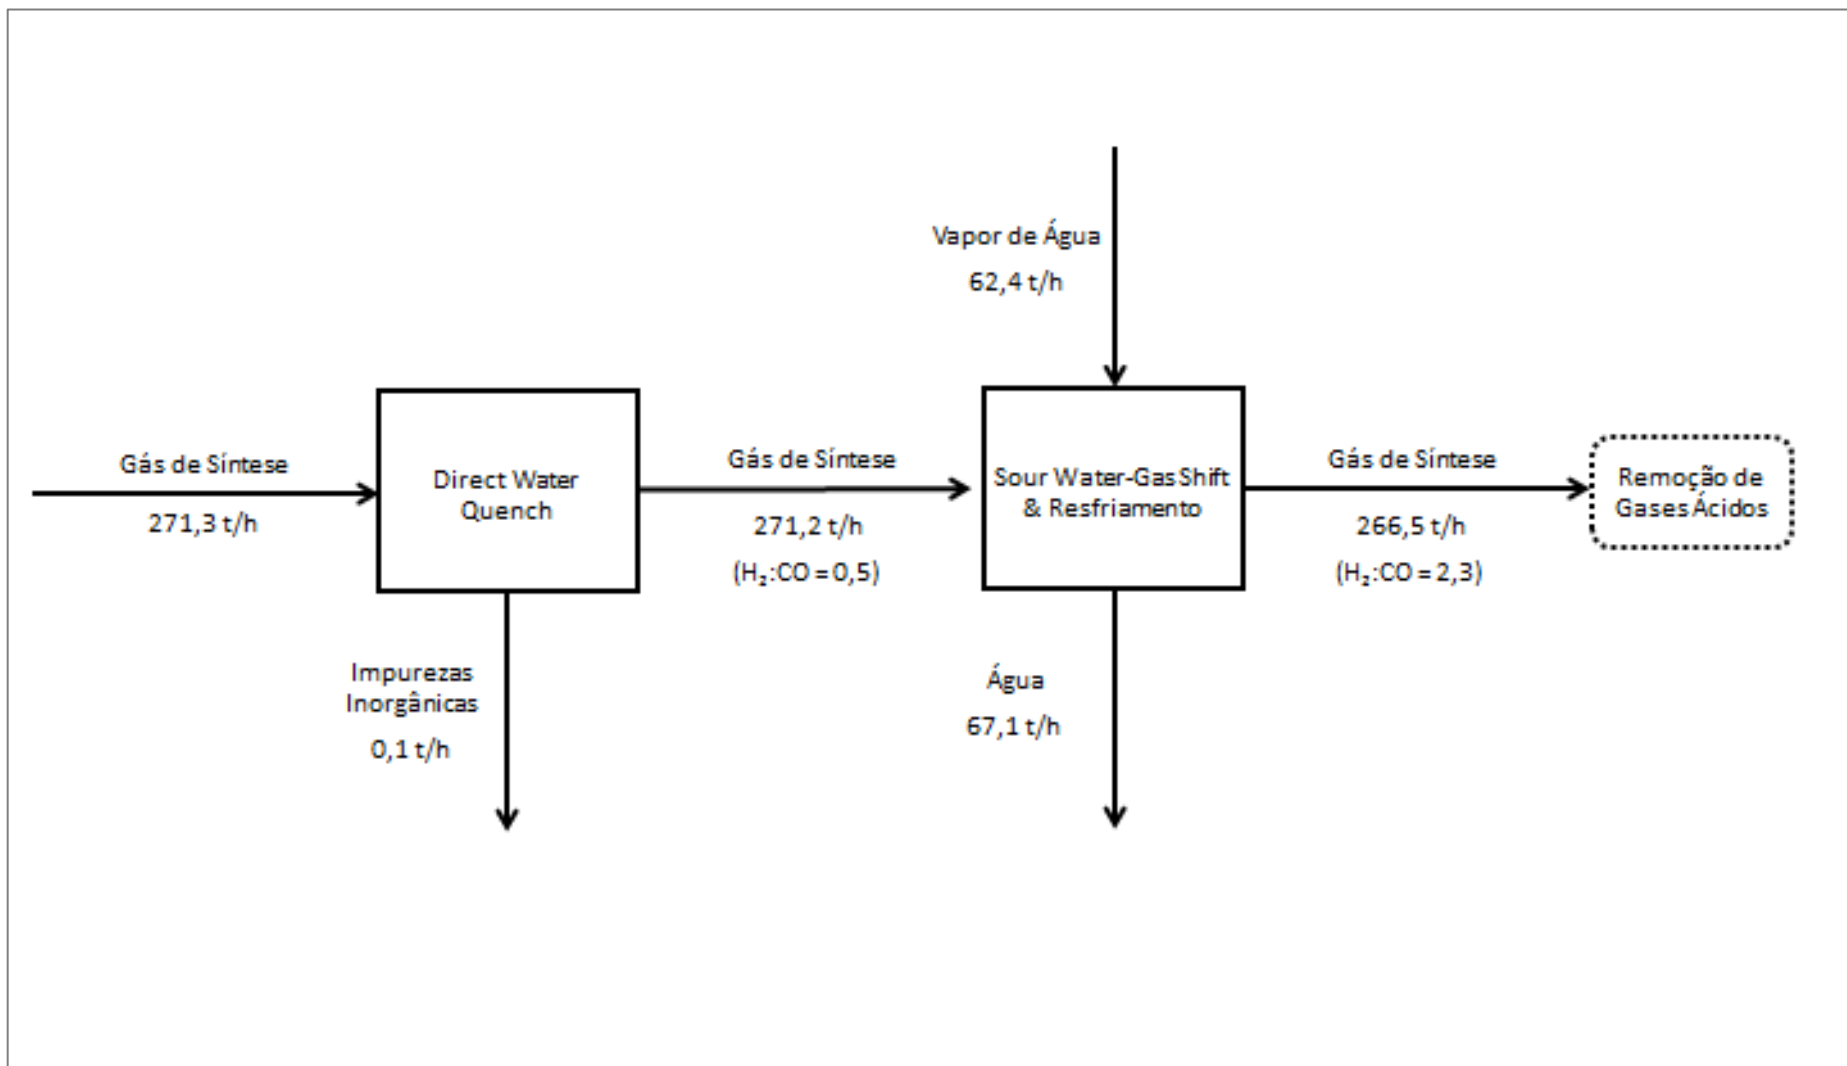 Vapor de Água
62,4 t/h
Gás de Síntese
271,3 t/h
Direct Water
Quench
Gás de Síntese
271,2 t/h
(H₂:CO = 0,5)
Sour Water-Gas Shift
& Resfriamento
Gás de Síntese
266,5 t/h
(H₂:CO = 2,3)
Remoção de
Gases Ácidos
Impurezas
Inorgânicas
0,1 t/h
Água
67,1 t/h